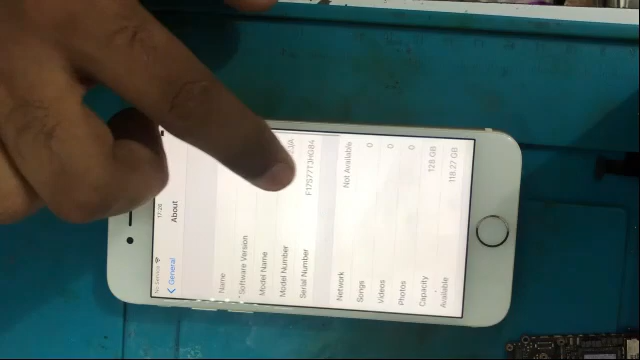 No Service 17:26
General About
Name
Software Version
Model Name
Model Number J/A
Serial Number
Network Not Available
Songs 0
Videos 0
Photos 0
Capacity 128 GB
Available 118.27 GB